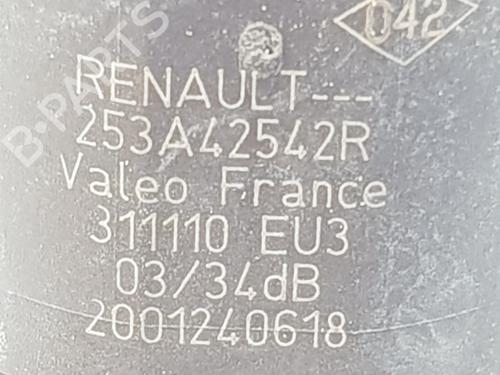 042
RENAULT---
253A42542R
Valeo France
311110 EU3
03/34dB
2001240618
B-PARTS